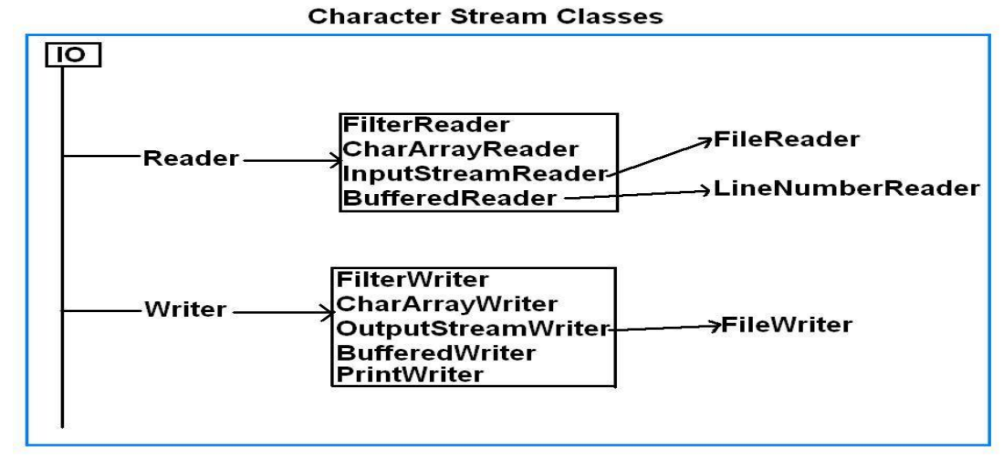 Character Stream Classes
IO
Reader
FilterReader
CharArrayReader
InputStreamReader
BufferedReader
FileReader
LineNumberReader
Writer
FilterWriter
CharArrayWriter
OutputStreamWriter
BufferedWriter
PrintWriter
FileWriter